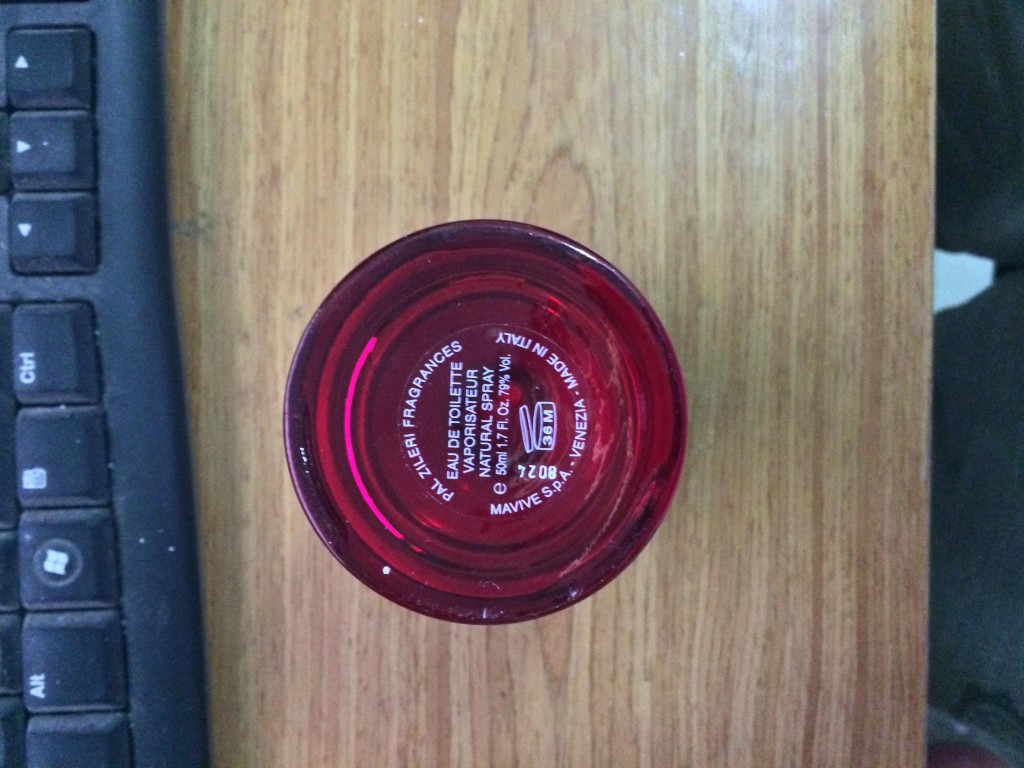 PAL ZILERI FRAGRANCES
EAU DE TOILETTE
VAPORISATEUR
NATURAL SPRAY
℮ 50ml 1.7 Fl. Oz. 79% Vol.
8024
36 M
MAVIVE S.p.A. - VENEZIA - MADE IN ITALY
Ctrl
Alt